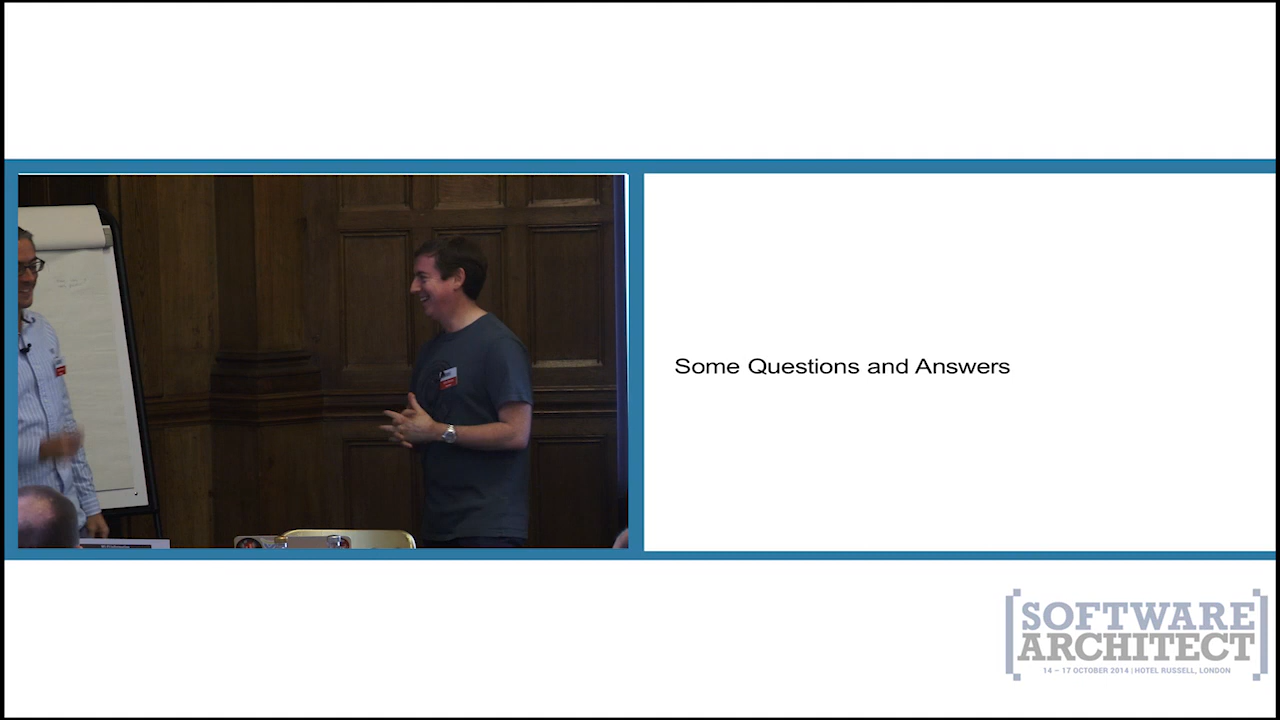 Some Questions and Answers
[SOFTWARE
ARCHITECT]
14 – 17 OCTOBER 2014 | HOTEL RUSSELL, LONDON